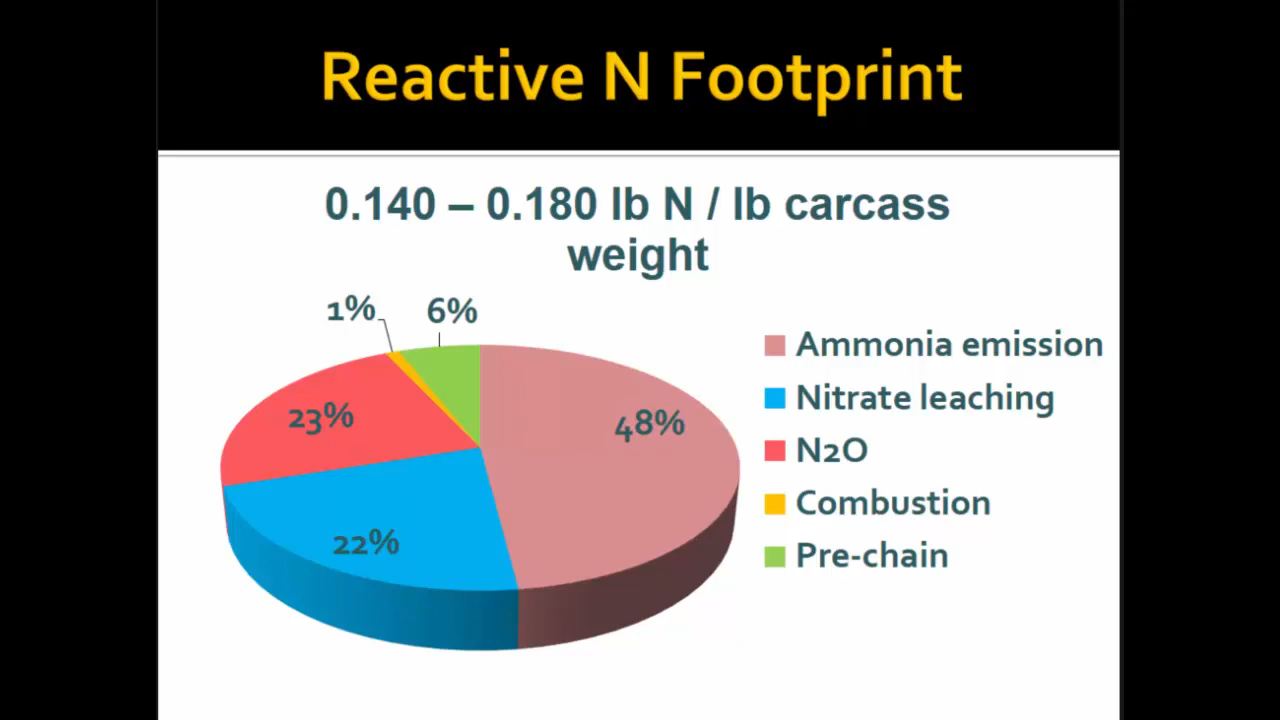 Reactive N Footprint
0.140 – 0.180 lb N / lb carcass
weight
1%
6%
23%
48%
22%
Ammonia emission
Nitrate leaching
N2O
Combustion
Pre-chain